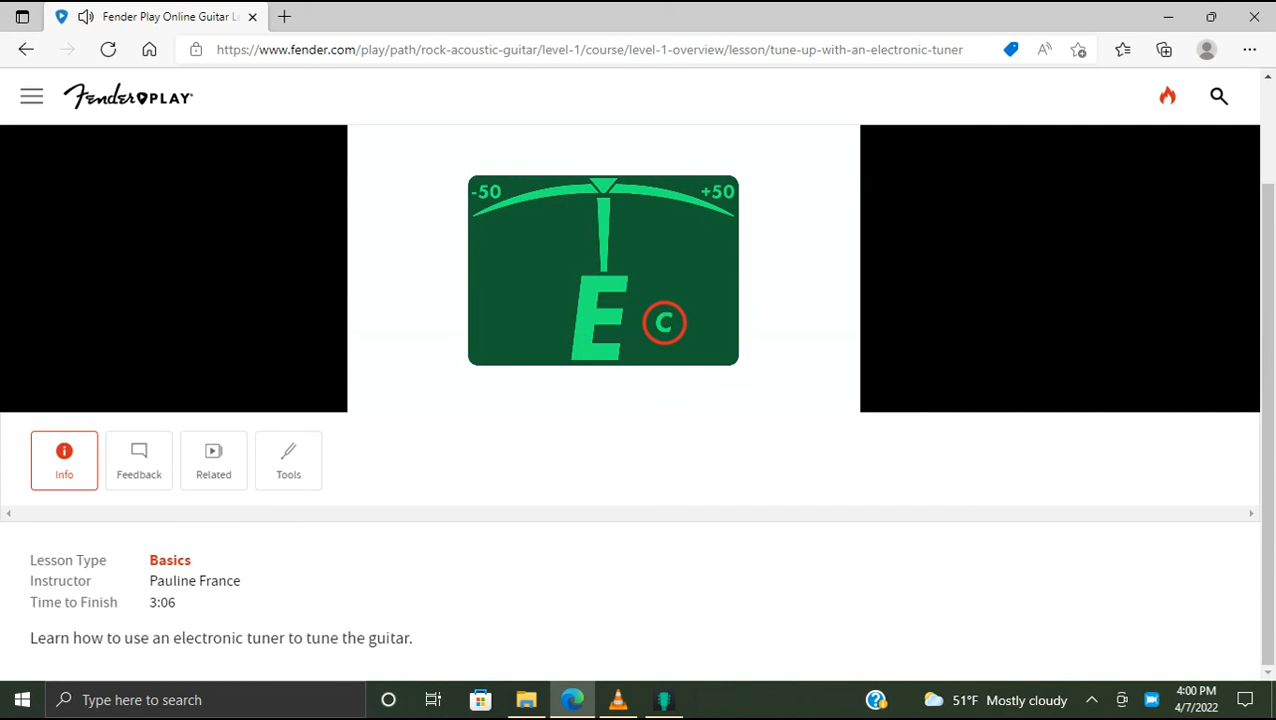 Fender Play Online Guitar L
https://www.fender.com/play/path/rock-acoustic-guitar/level-1/course/level-1-overview/lesson/tune-up-with-an-electronic-tuner
Fender PLAY
-50 +50
E C
Info Feedback Related Tools
Lesson Type Basics
Instructor Pauline France
Time to Finish 3:06
Learn how to use an electronic tuner to tune the guitar.
Type here to search
51°F Mostly cloudy
4:00 PM
4/7/2022